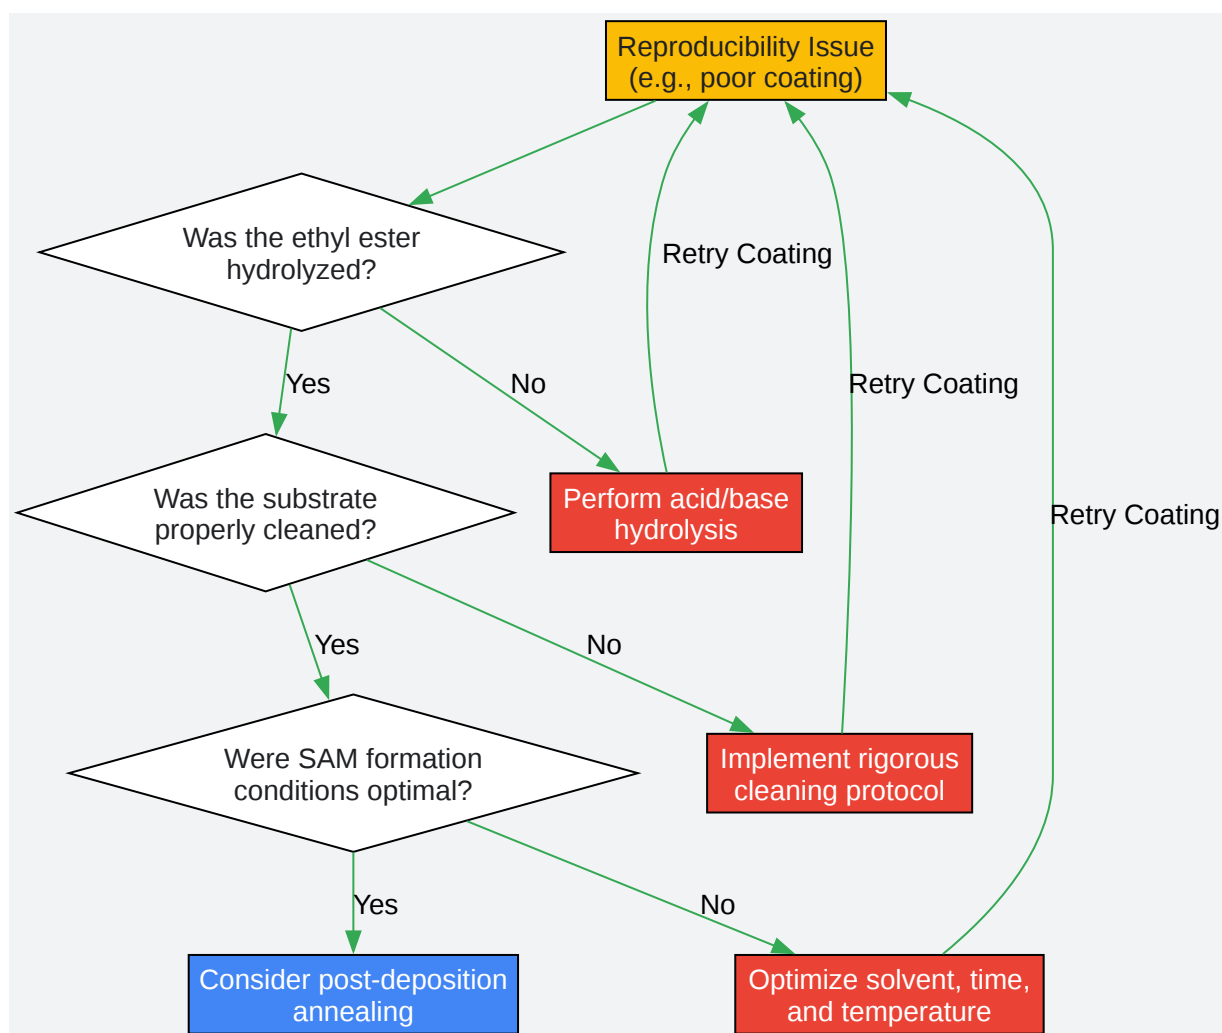 Reproducibility Issue
(e.g., poor coating)
Was the ethyl ester
hydrolyzed?
Retry Coating
Yes
No
Retry Coating
Was the substrate
properly cleaned?
Perform acid/base
hydrolysis
Retry Coating
Yes
No
Were SAM formation
conditions optimal?
Implement rigorous
cleaning protocol
Yes
No
Consider post-deposition
annealing
Optimize solvent, time,
and temperature